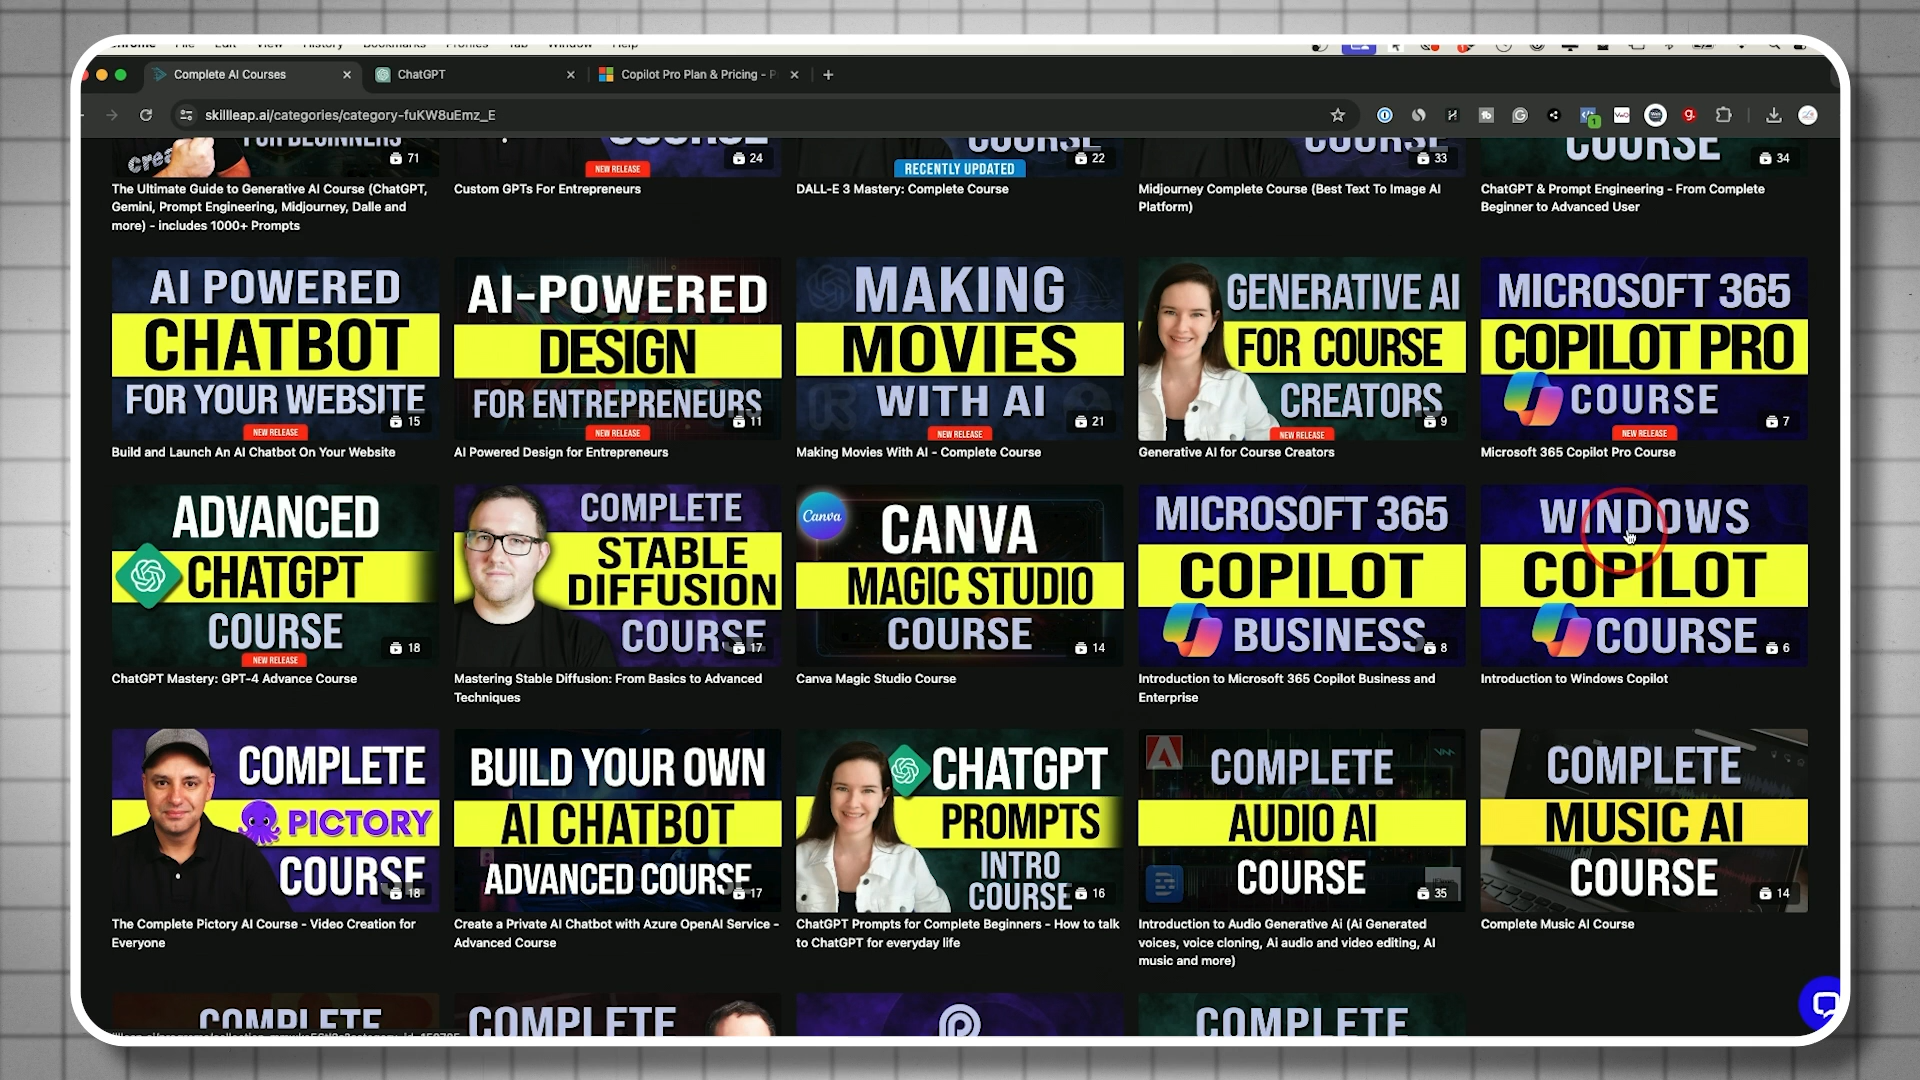 Complete AI Courses
ChatGPT
Copilot Pro Plan & Pricing - P
skillleap.ai/categories/category-fuKW8uEmz_E
FOR BEGINNERS
crea
71
24
NEW RELEASE
COURSE
22
RECENTLY UPDATED
33
COURSE
34
The Ultimate Guide to Generative AI Course (ChatGPT,
Gemini, Prompt Engineering, Midjourney, Dalle and
more) - includes 1000+ Prompts
Custom GPTs For Entrepreneurs
DALL-E 3 Mastery: Complete Course
Midjourney Complete Course (Best Text To Image AI
Platform)
ChatGPT & Prompt Engineering - From Complete
Beginner to Advanced User
AI POWERED
CHATBOT
FOR YOUR WEBSITE
15
NEW RELEASE
Build and Launch An AI Chatbot On Your Website
AI-POWERED
DESIGN
FOR ENTREPRENEURS
11
NEW RELEASE
AI Powered Design for Entrepreneurs
MAKING
MOVIES
WITH AI
21
NEW RELEASE
Making Movies With AI - Complete Course
GENERATIVE AI
FOR COURSE
CREATORS
9
NEW RELEASE
Generative AI for Course Creators
MICROSOFT 365
COPILOT PRO
COURSE
7
NEW RELEASE
Microsoft 365 Copilot Pro Course
ADVANCED
CHATGPT
COURSE
18
NEW RELEASE
ChatGPT Mastery: GPT-4 Advance Course
COMPLETE
STABLE
DIFFUSION
COURSE
17
Mastering Stable Diffusion: From Basics to Advanced
Techniques
Canva
CANVA
MAGIC STUDIO
COURSE
14
Canva Magic Studio Course
MICROSOFT 365
COPILOT
BUSINESS
8
Introduction to Microsoft 365 Copilot Business and
Enterprise
WINDOWS
COPILOT
COURSE
6
Introduction to Windows Copilot
COMPLETE
PICTORY
COURSE
18
The Complete Pictory AI Course - Video Creation for
Everyone
BUILD YOUR OWN
AI CHATBOT
ADVANCED COURSE
17
Create a Private AI Chatbot with Azure OpenAI Service -
Advanced Course
CHATGPT
PROMPTS
INTRO
COURSE
16
ChatGPT Prompts for Complete Beginners - How to talk
to ChatGPT for everyday life
COMPLETE
AUDIO AI
COURSE
35
Introduction to Audio Generative Ai (Ai Generated
voices, voice cloning, Ai audio and video editing, AI
music and more)
COMPLETE
MUSIC AI
COURSE
14
Complete Music AI Course
COMPLETE
COMPLETE
COMPLETE